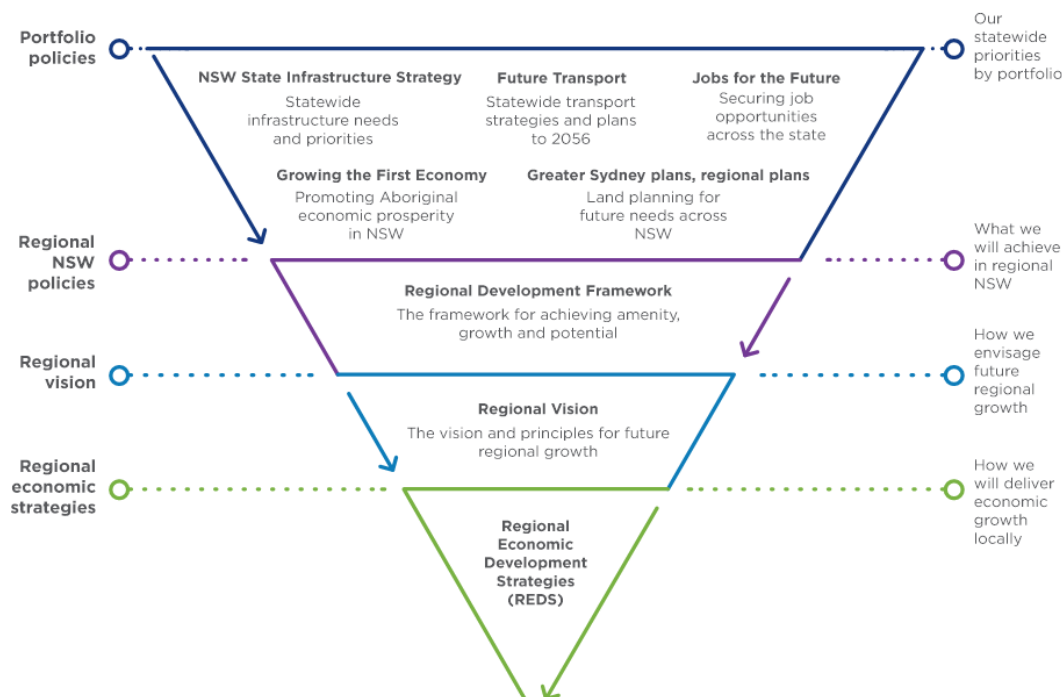 Portfolio
policies
Our
statewide
priorities
by portfolio
NSW State Infrastructure Strategy
Statewide
infrastructure needs
and priorities
Future Transport
Statewide transport
strategies and plans
to 2056
Jobs for the Future
Securing job
opportunities
across the state
Growing the First Economy
Promoting Aboriginal
economic prosperity
in NSW
Greater Sydney plans, regional plans
Land planning for
future needs across
NSW
Regional
NSW
policies
What we
will achieve
in regional
NSW
Regional Development Framework
The framework for achieving amenity,
growth and potential
Regional
vision
How we
envisage
future
regional
growth
Regional Vision
The vision and principles for future
regional growth
Regional
economic
strategies
How we
will deliver
economic
growth
locally
Regional
Economic
Development
Strategies
(REDS)